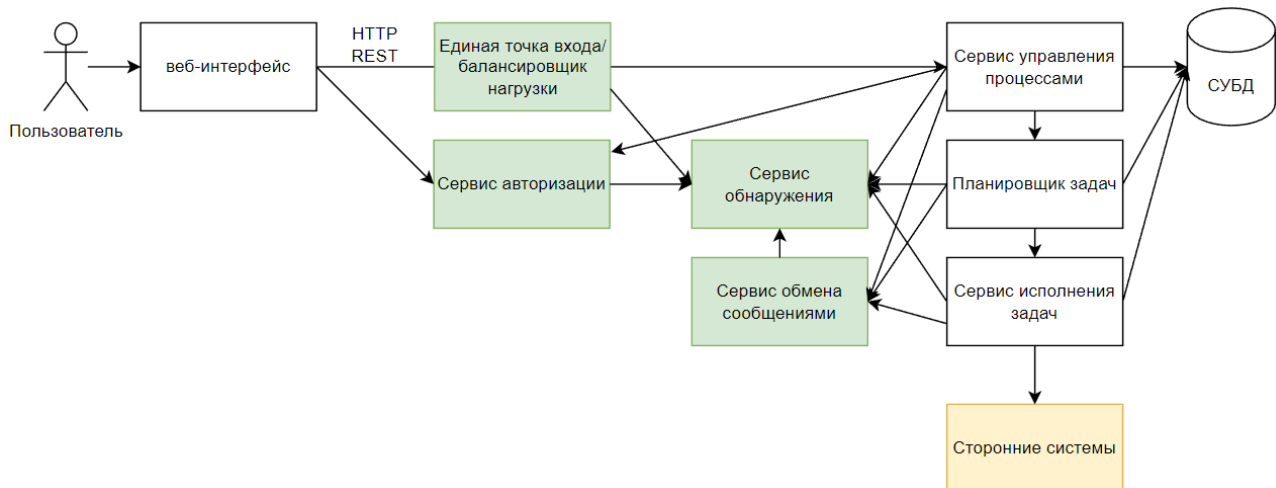 Пользователь
веб-интерфейс
HTTP
REST
Единая точка входа/
балансировщик
нагрузки
Сервис авторизации
Сервис
обнаружения
Сервис обмена
сообщениями
Сервис управления
процессами
Планировщик задач
Сервис исполнения
задач
Сторонние системы
СУБД